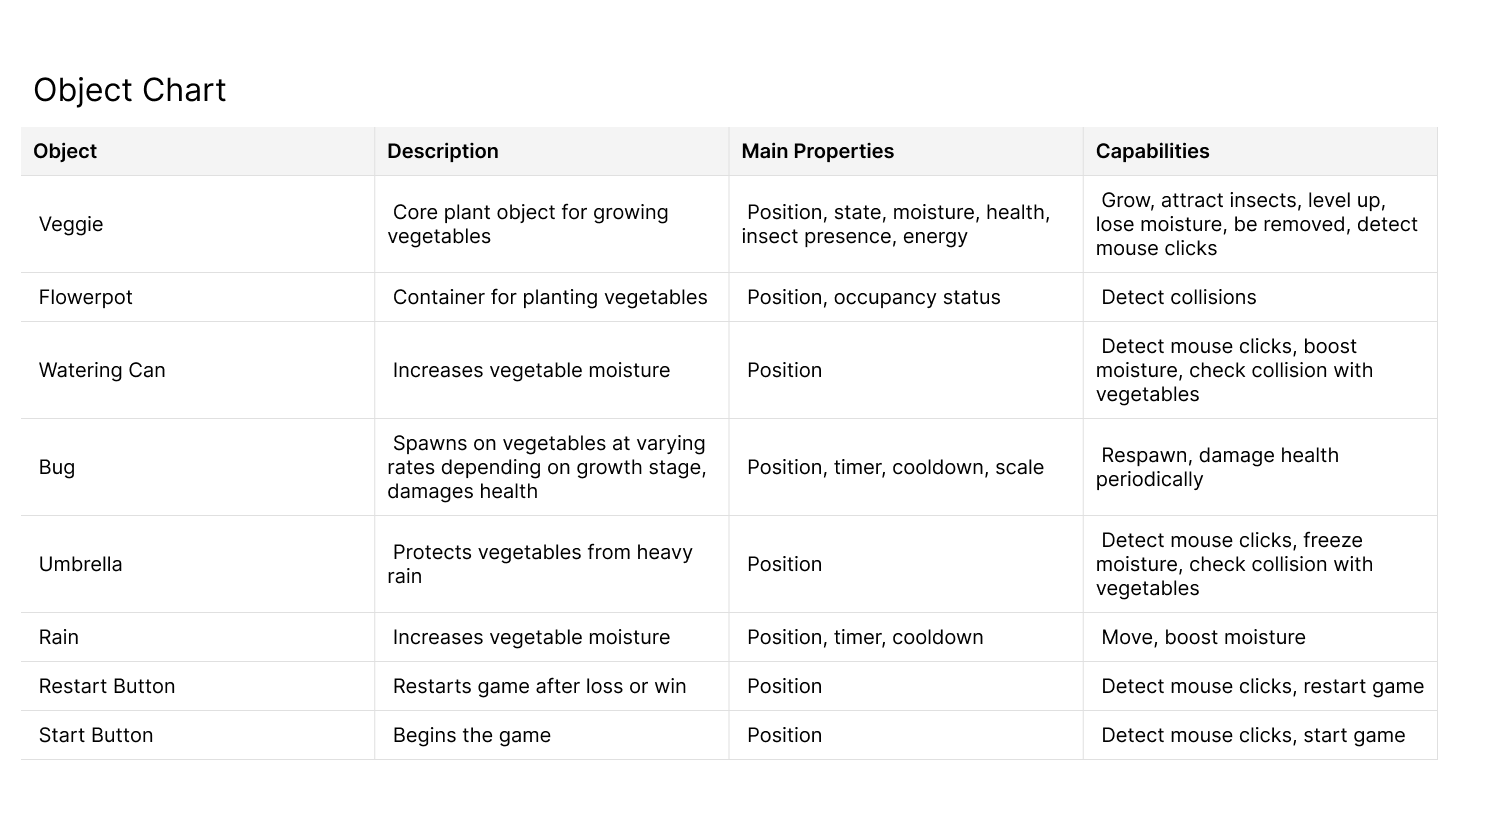 Object Chart
Object Description Main Properties Capabilities
Veggie
Core plant object for growing
vegetables
Position, state, moisture, health,
insect presence, energy
Grow, attract insects, level up,
lose moisture, be removed, detect
mouse clicks
Flowerpot
Container for planting vegetables
Position, occupancy status
Detect collisions
Watering Can
Increases vegetable moisture
Position
Detect mouse clicks, boost
moisture, check collision with
vegetables
Bug
Spawns on vegetables at varying
rates depending on growth stage,
damages health
Position, timer, cooldown, scale
Respawn, damage health
periodically
Umbrella
Protects vegetables from heavy
rain
Position
Detect mouse clicks, freeze
moisture, check collision with
vegetables
Rain
Increases vegetable moisture
Position, timer, cooldown
Move, boost moisture
Restart Button
Restarts game after loss or win
Position
Detect mouse clicks, restart game
Start Button
Begins the game
Position
Detect mouse clicks, start game